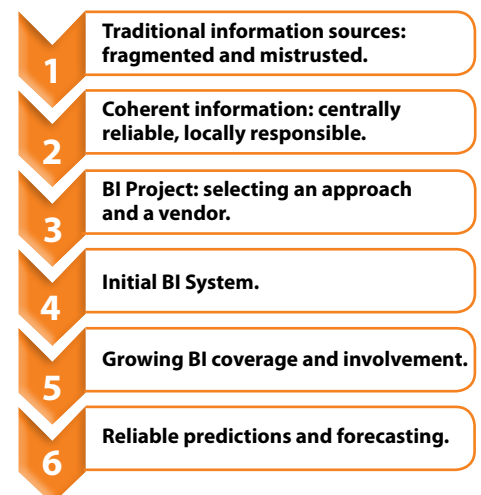 1
Traditional information sources:
fragmented and mistrusted.
2
Coherent information: centrally
reliable, locally responsible.
3
BI Project: selecting an approach
and a vendor.
4
Initial BI System.
5
Growing BI coverage and involvement.
6
Reliable predictions and forecasting.